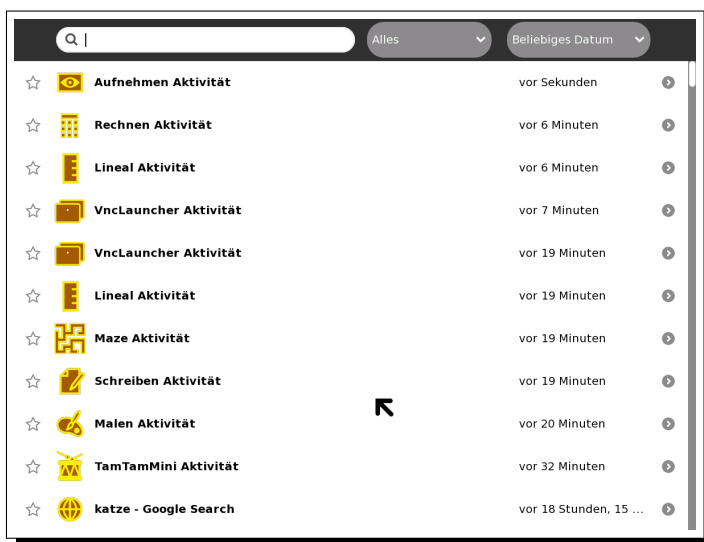 Alles Beliebiges Datum
Aufnehmen Aktivität vor Sekunden
Rechnen Aktivität vor 6 Minuten
Lineal Aktivität vor 6 Minuten
VncLauncher Aktivität vor 7 Minuten
VncLauncher Aktivität vor 19 Minuten
Lineal Aktivität vor 19 Minuten
Maze Aktivität vor 19 Minuten
Schreiben Aktivität vor 19 Minuten
Malen Aktivität vor 20 Minuten
TamTamMini Aktivität vor 32 Minuten
katze - Google Search vor 18 Stunden, 15 ...